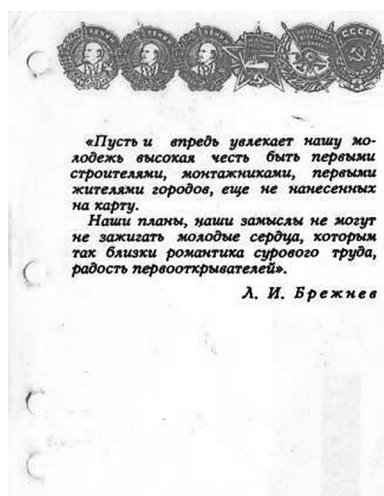 «Пусть и впредь увлекает нашу мо-
лодежь высокая честь быть первыми
строителями, монтажниками, первыми
жителями городов, еще не нанесенных
на карту.
Наши планы, наши замыслы не могут
не зажигать молодые сердца, которым
так близки романтика сурового труда,
радость первооткрывателей».
Л. И. Брежнев